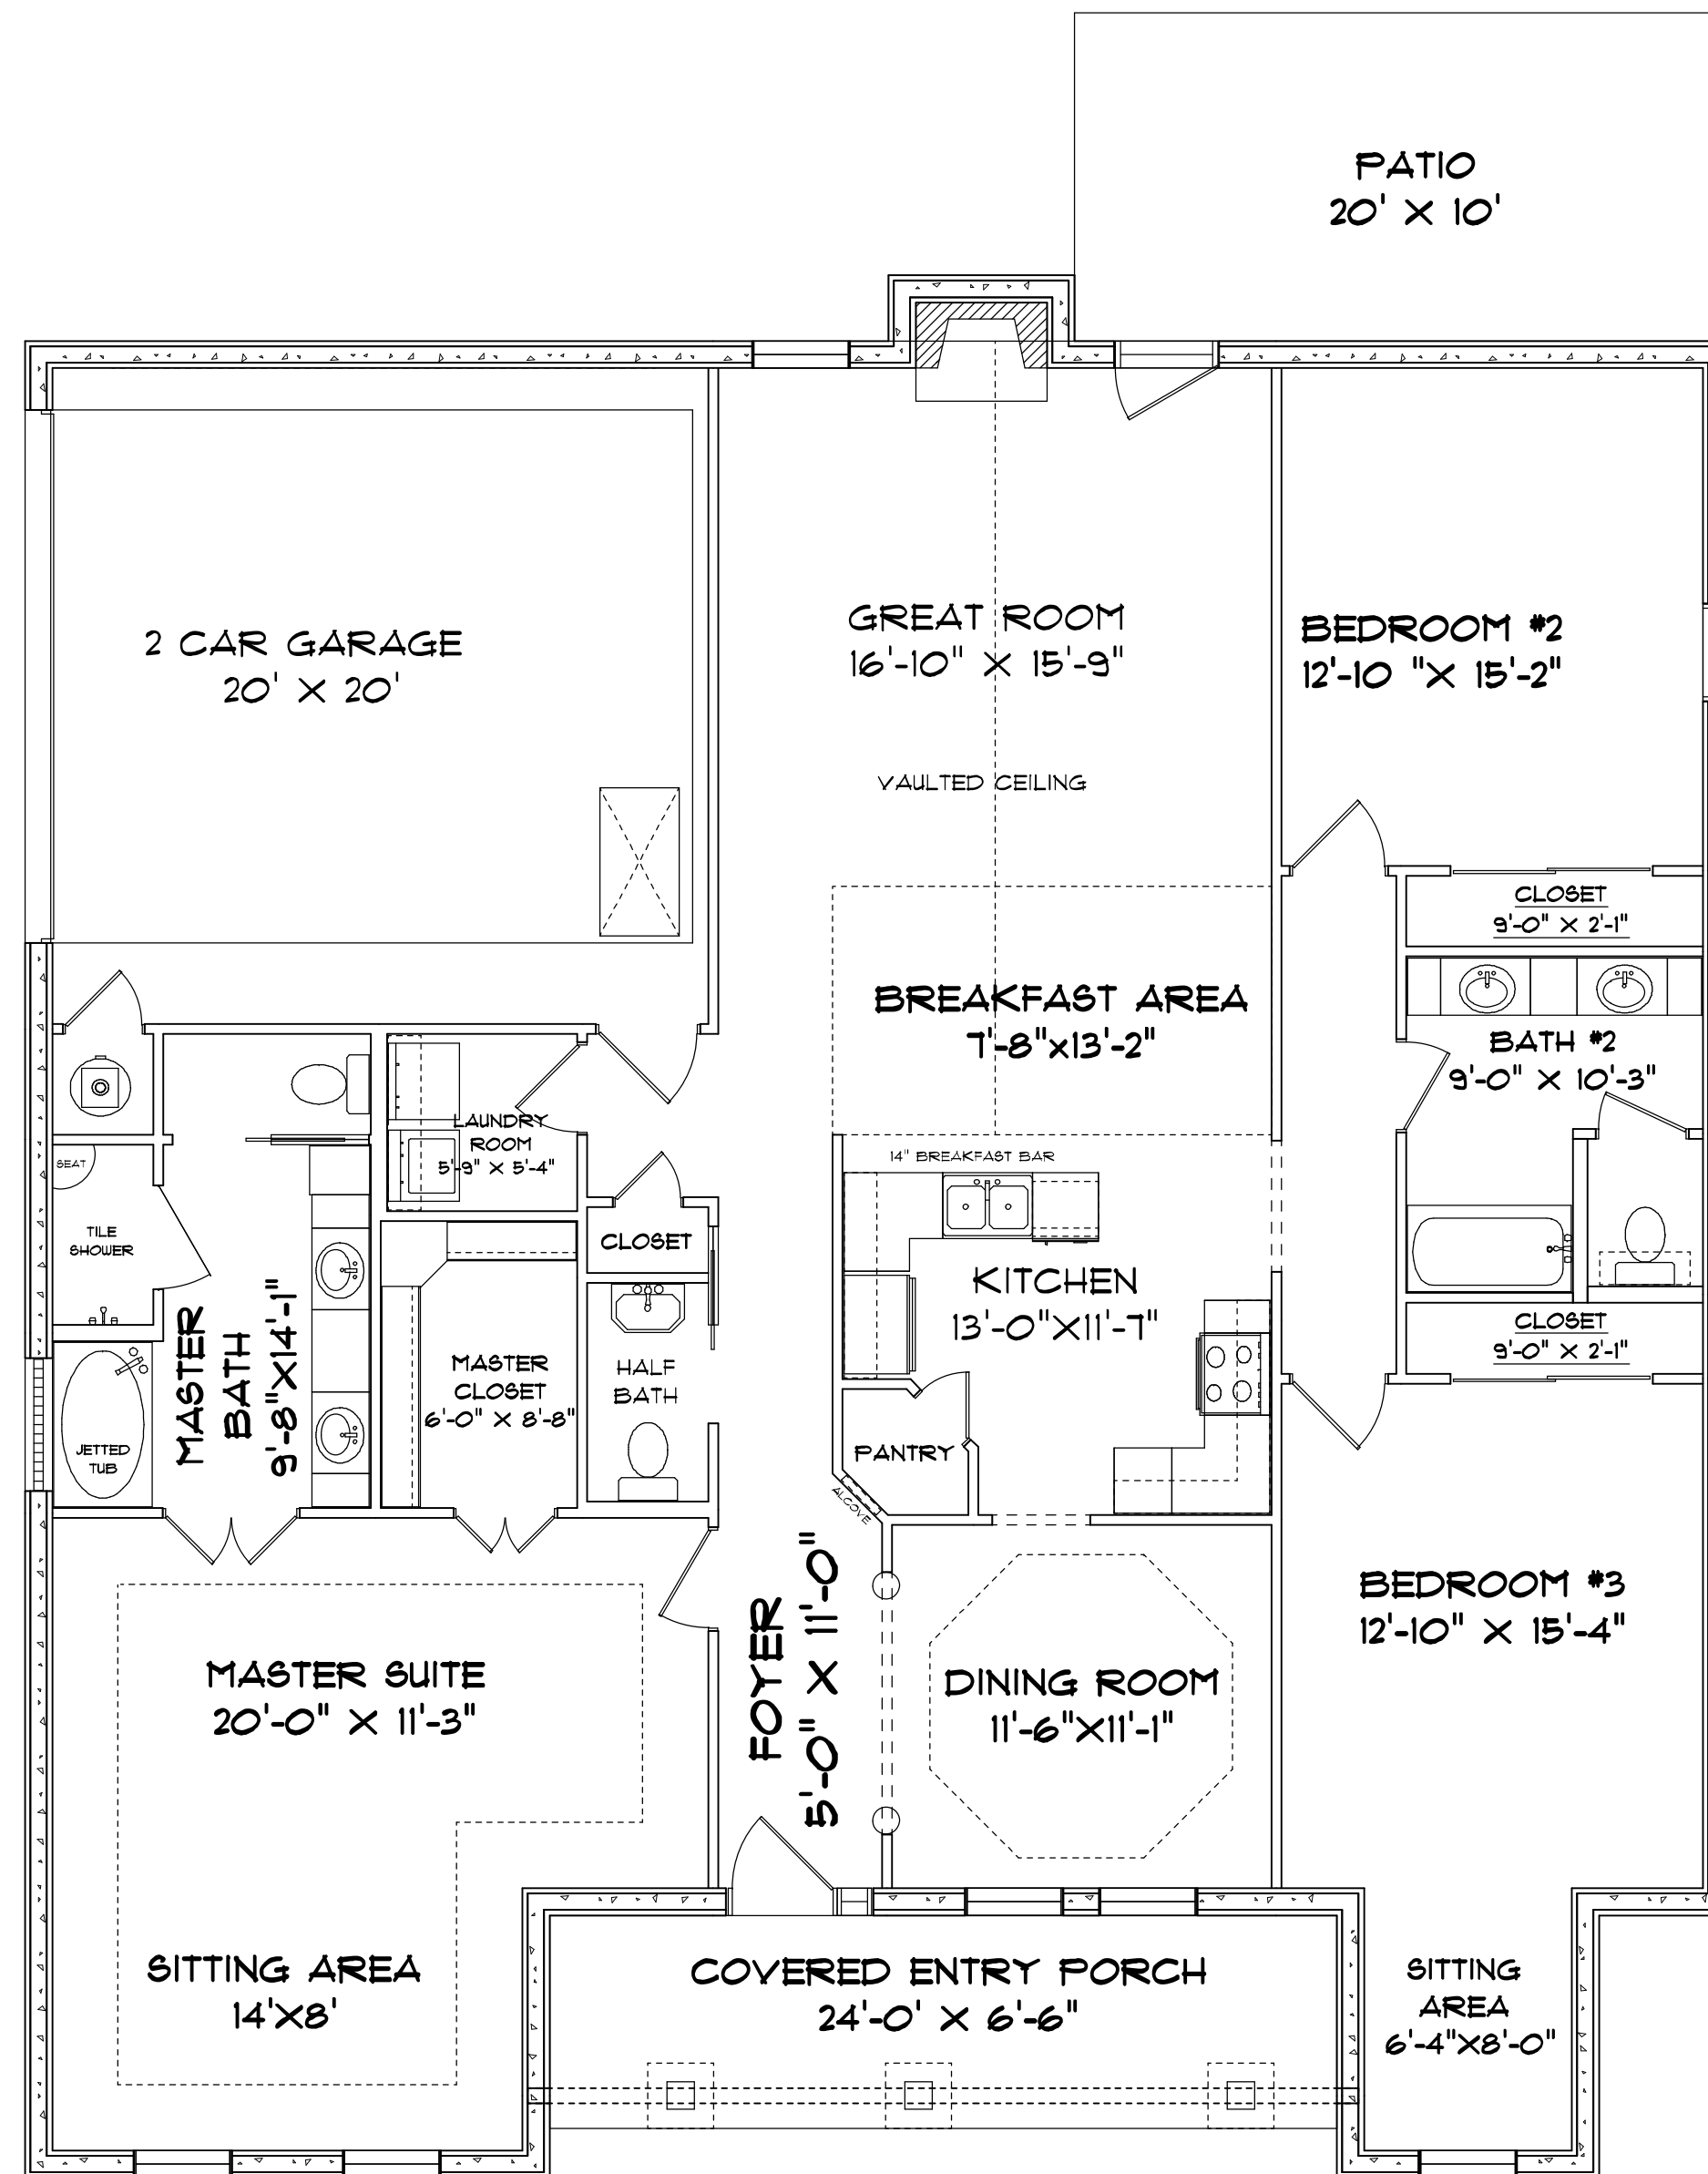 PATIO
20' X 10'
2 CAR GARAGE
20' X 20'
GREAT ROOM
16'-10" X 15'-9"
VAULTED CEILING
BEDROOM #2
12'-10 "X 15'-2"
CLOSET
9'-0" X 2'-1"
BREAKFAST AREA
7'-8"x13'-2"
BATH #2
9'-0" X 10'-3"
LAUNDRY
ROOM
5'-9" X 5'-4"
14" BREAKFAST BAR
SEAT
TILE
SHOWER
CLOSET
KITCHEN
13'-0"X11'-7"
CLOSET
9'-0" X 2'-1"
MASTER
BATH
9'-8"X14'-1"
MASTER
CLOSET
6'-0" X 8'-8"
HALF
BATH
JETTED
TUB
PANTRY
ALCOVE
FOYER
5'-0" X 11'-0"
BEDROOM #3
12'-10" X 15'-4"
MASTER SUITE
20'-0" X 11'-3"
DINING ROOM
11'-6"X11'-1"
SITTING AREA
14'X8'
COVERED ENTRY PORCH
24'-0' X 6'-6"
SITTING
AREA
6'-4"X8'-0"